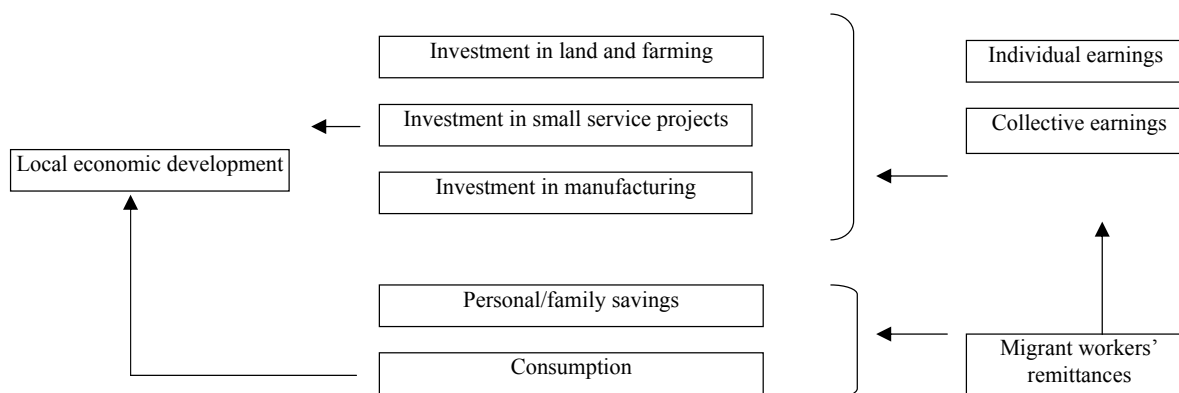 Investment in land and farming
Individual earnings
Investment in small service projects
Collective earnings
Local economic development
Investment in manufacturing
Personal/family savings
Consumption
Migrant workers’
remittances